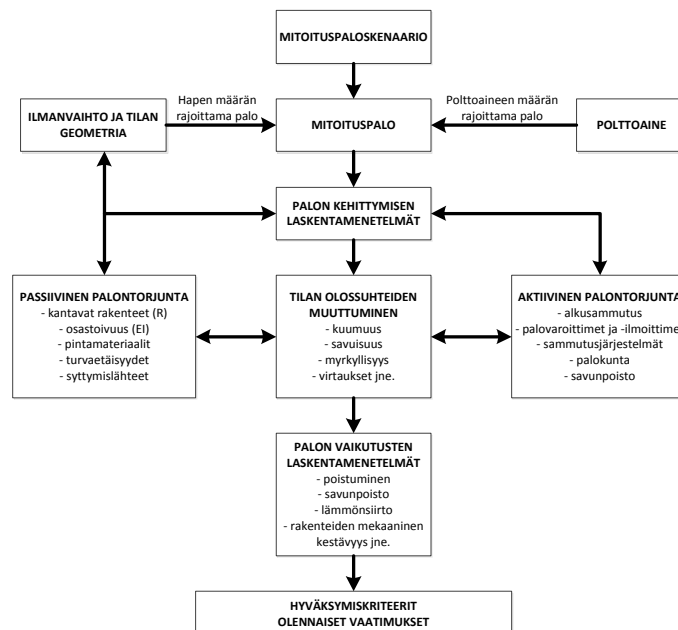 MITOITUSPALOSKENAARIO
Hapen määrän
rajoittama palo
Polttoaineen määrän
rajoittama palo
ILMANVAIHTO JA TILAN
GEOMETRIA
MITOITUSPALO
POLTTOAINE
PALON KEHITTYMISEN
LASKENTAMENETELMÄT
PASSIIVINEN PALONTORJUNTA
- kantavat rakenteet (R)
- osastoivuus (EI)
- pintamateriaalit
- turvaetäisyydet
- syttymislähteet
TILAN OLOSSUHTEIDEN
MUUTTUMINEN
- kuumuus
- savuisuus
- myrkyllisyys
- virtaukset jne.
AKTIIVINEN PALONTORJUNTA
- alkusammutus
- palovaroittimet ja -ilmoittime
- sammutusjärjestelmät
- palokunta
- savunpoisto
PALON VAIKUTUSTEN
LASKENTAMENETELMÄT
- poistuminen
- savunpoisto
- lämmönsiirto
- rakenteiden mekaaninen
kestävyys jne.
HYVÄKSYMISKRITEERIT
OLENNAISET VAATIMUKSET